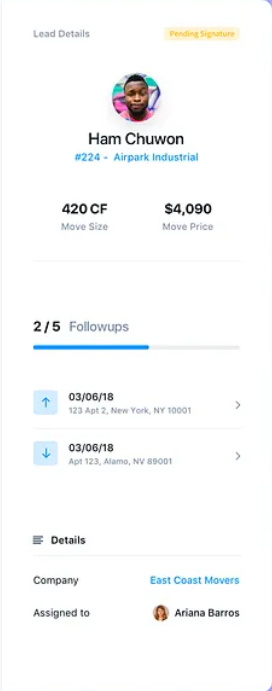 Lead Details
Pending Signature
Ham Chuwon
#224 - Airpark Industrial
420 CF
$4,090
Move Size
Move Price
2 / 5 Followups
03/06/18
123 Apt 2, New York, NY 10001
03/06/18
Apt 123, Alamo, NV 89001
Details
Company
East Coast Movers
Assigned to
Ariana Barros